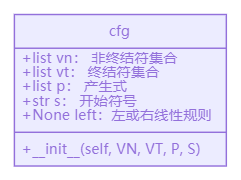 cfg
+list vn： 非终结符集合
+list vt： 终结符集合
+list p： 产生式
+str s： 开始符号
+None left：左或右线性规则
+__init__(self, VN, VT, P, S)